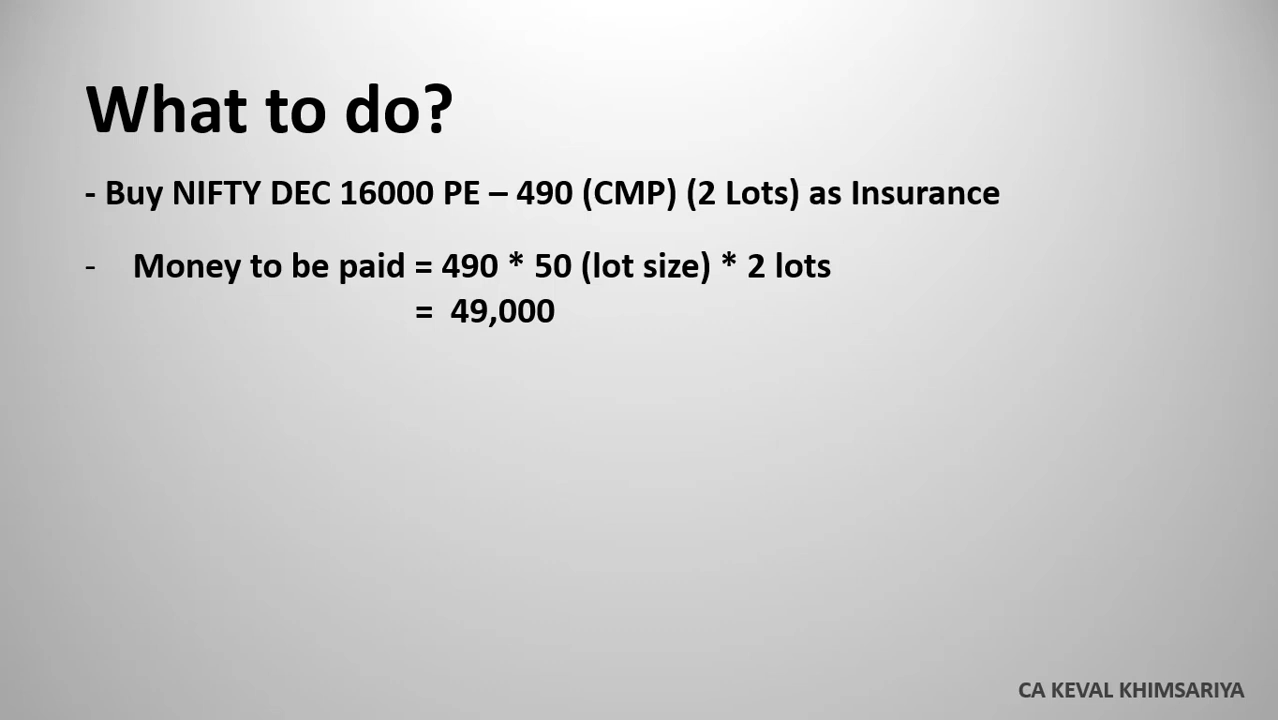 What to do?
- Buy NIFTY DEC 16000 PE – 490 (CMP) (2 Lots) as Insurance
- Money to be paid = 490 * 50 (lot size) * 2 lots
= 49,000
CA KEVAL KHIMSARIYA